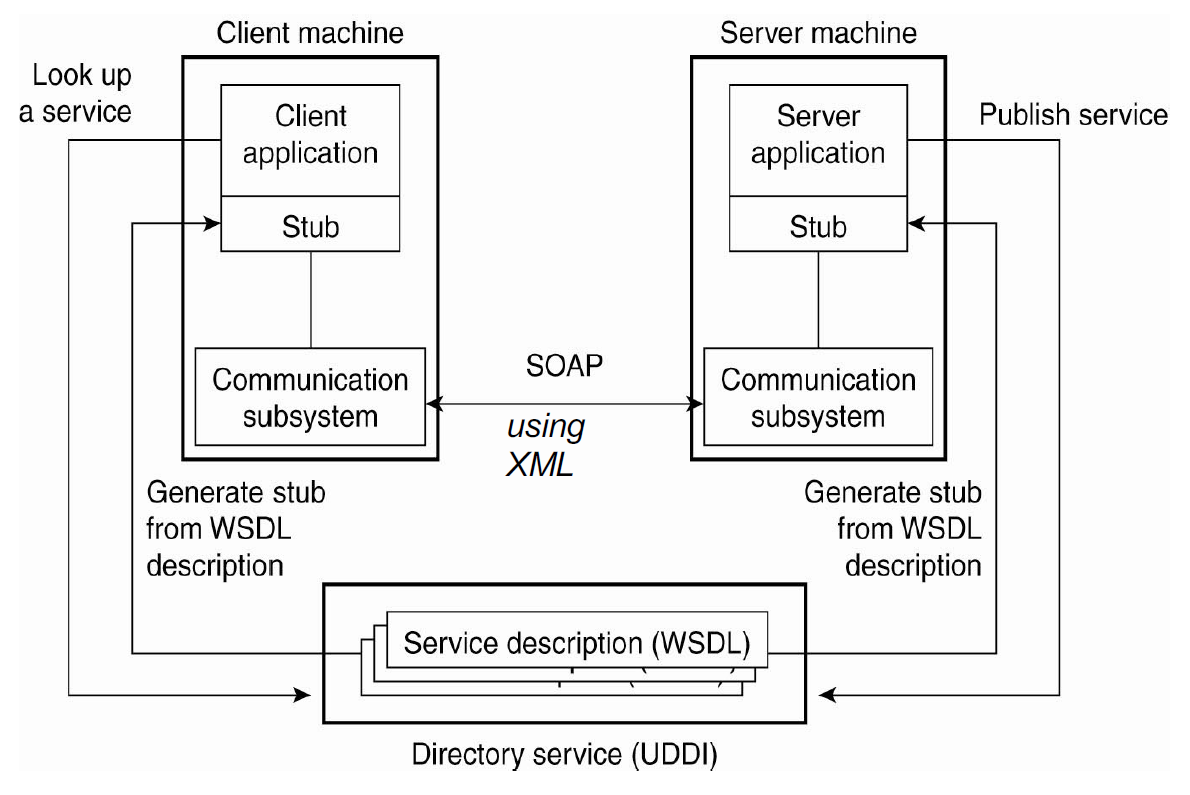 Client machine
Server machine
Look up
a service
Client
application
Stub
Server
application
Stub
Publish service
Communication
subsystem
SOAP
using
XML
Communication
subsystem
Generate stub
from WSDL
description
Generate stub
from WSDL
description
Service description (WSDL)
Directory service (UDDI)